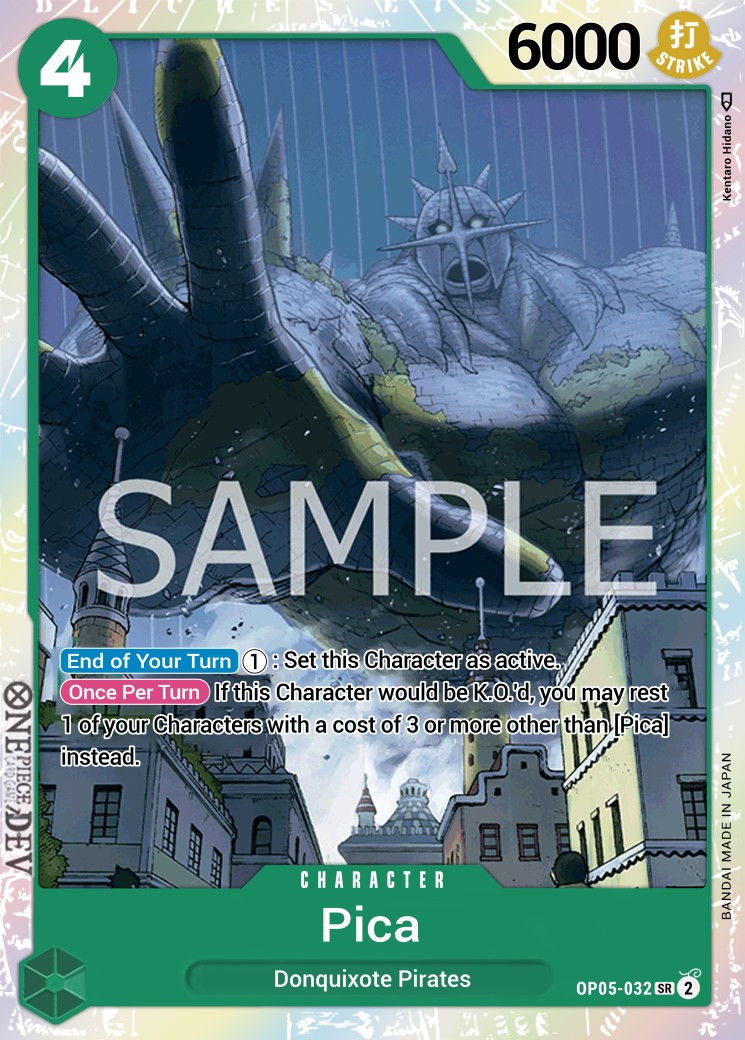 4
6000
打
STRIKE
Kentaro Hidano
SAMPLE
End of Your Turn ① : Set this Character as active.
Once Per Turn If this Character would be K.O.'d, you may rest
1 of your Characters with a cost of 3 or more other than [Pica]
instead.
ONE PIECE DEV
BANDAI MADE IN JAPAN
CHARACTER
Pica
Donquixote Pirates
OP05-032 SR 2